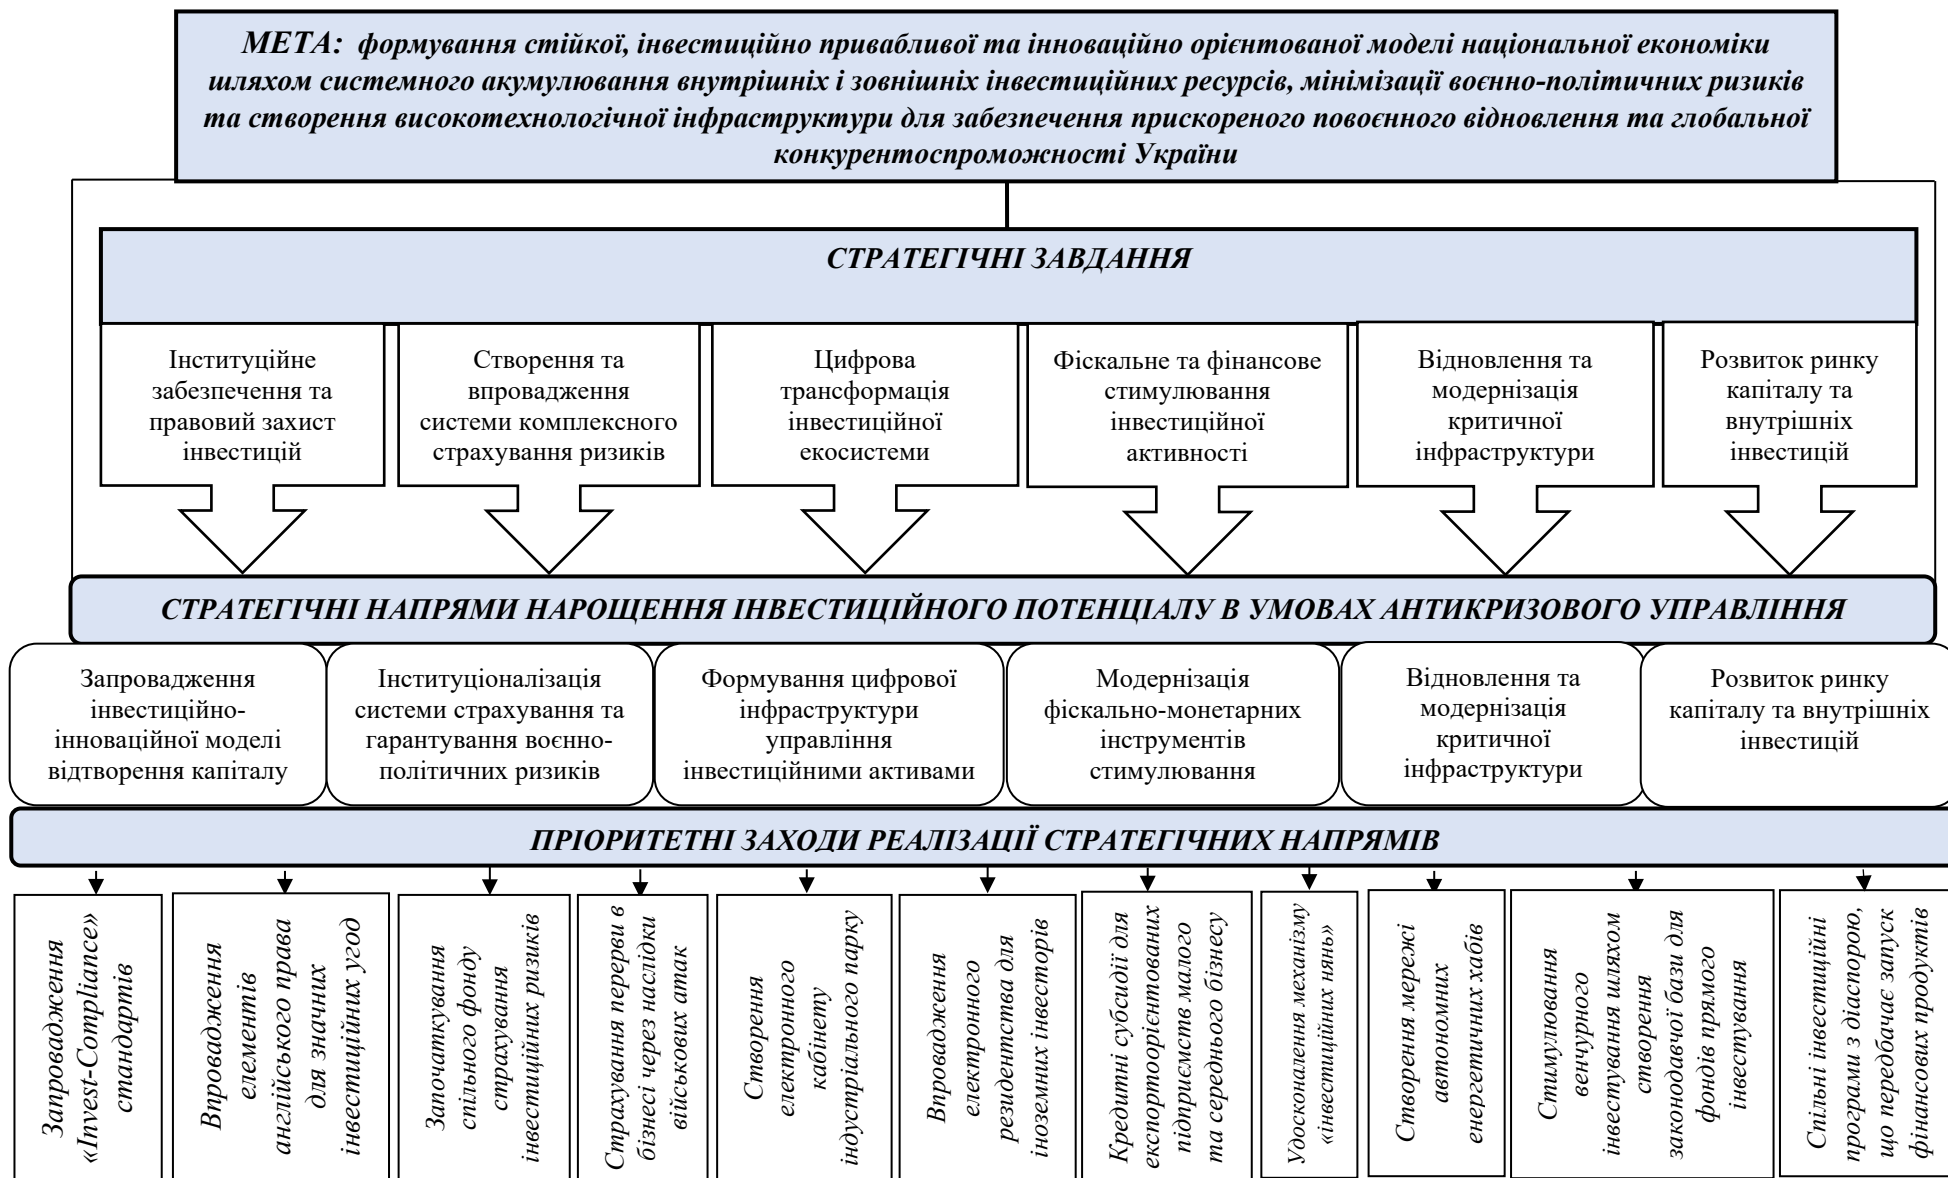 МЕТА: формування стійкої, інвестиційно привабливої та інноваційно орієнтованої моделі національної економіки
шляхом системного акумулювання внутрішніх і зовнішніх інвестиційних ресурсів, мінімізації воєнно-політичних ризиків
та створення високотехнологічної інфраструктури для забезпечення прискореного повоєнного відновлення та глобальної
конкурентоспроможності України
СТРАТЕГІЧНІ ЗАВДАННЯ
Інституційне
забезпечення та
правовий захист
інвестицій
Створення та
впровадження
системи комплексного
страхування ризиків
Цифрова
трансформація
інвестиційної
екосистеми
Фіскальне та фінансове
стимулювання
інвестиційної
активності
Відновлення та
модернізація
критичної
інфраструктури
Розвиток ринку
капіталу та
внутрішніх
інвестицій
СТРАТЕГІЧНІ НАПРЯМИ НАРОЩЕННЯ ІНВЕСТИЦІЙНОГО ПОТЕНЦІАЛУ В УМОВАХ АНТИКРИЗОВОГО УПРАВЛІННЯ
Запровадження
інвестиційно-
інноваційної моделі
відтворення капіталу
Інституціоналізація
системи страхування та
гарантування воєнно-
політичних ризиків
Формування цифрової
інфраструктури
управління
інвестиційними активами
Модернізація
фіскально-монетарних
інструментів
стимулювання
Відновлення та
модернізація
критичної
інфраструктури
Розвиток ринку
капіталу та внутрішніх
інвестицій
ПРІОРИТЕТНІ ЗАХОДИ РЕАЛІЗАЦІЇ СТРАТЕГІЧНИХ НАПРЯМІВ
Запровадження
«Invest-Compliance»
стандартів
Впровадження
елементів
англійського права
для значних
інвестиційних угод
Започаткування
спільного фонду
страхування
інвестиційних ризиків
Страхування перерви в
бізнесі через наслідки
військових атак
Створення
електронного
кабінету
індустріального парку
Впровадження
електронного
резидентства для
іноземних інвесторів
Кредитні субсидії для
експортоорієнтованих
підприємств малого
та середнього бізнесу
Удосконалення механізму
«інвестиційних нянь»
Створення мережі
автономних
енергетичних хабів
Стимулювання
венчурного
інвестування шляхом
створення
законодавчої бази для
фондів прямого
інвестування
Спільні інвестиційні
програми з діаспорою,
що передбачає запуск
фінансових продуктів